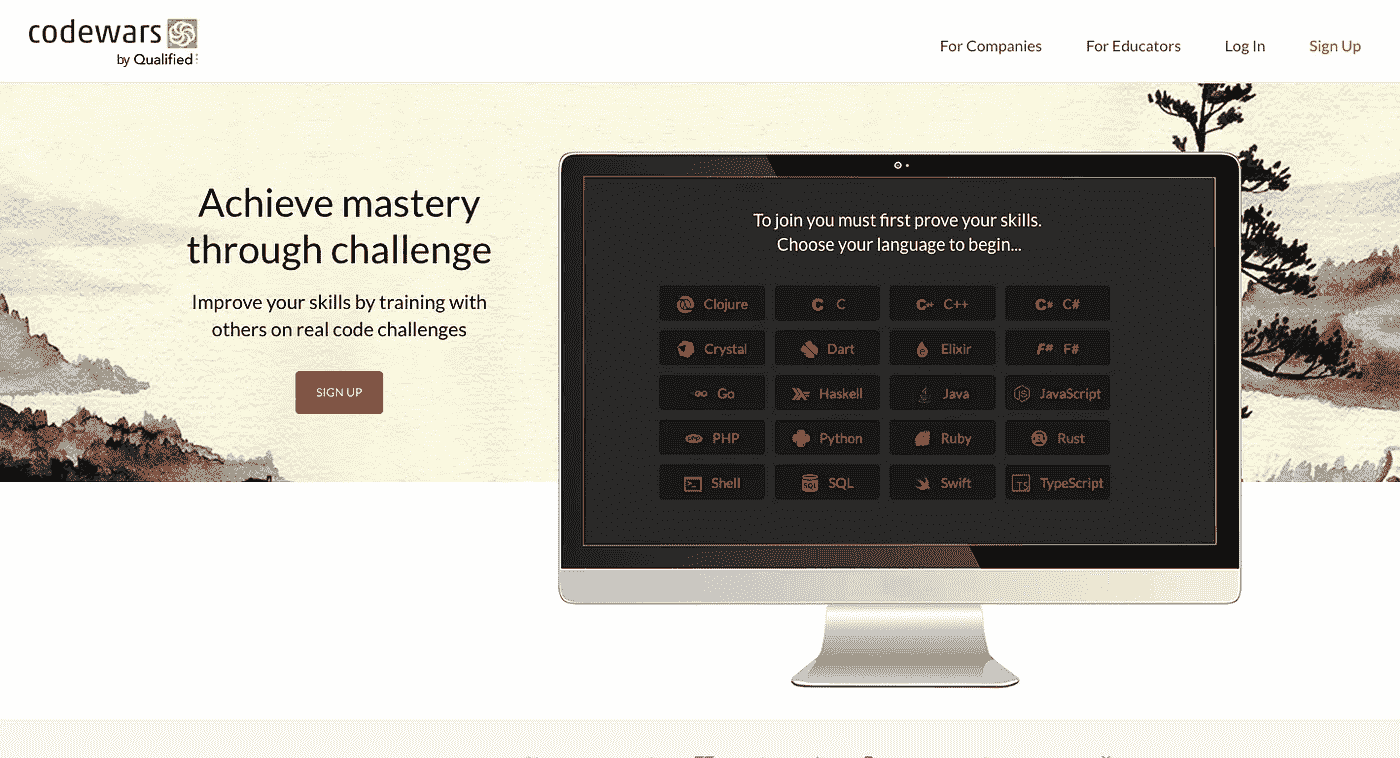 codewars
by Qualified
For Companies
For Educators
Log In
Sign Up
Achieve mastery
through challenge
Improve your skills by training with
others on real code challenges
SIGN UP
To join you must first prove your skills.
Choose your language to begin...
Clojure
C
C++
C#
Crystal
Dart
Elixir
F#
Go
Haskell
Java
JavaScript
PHP
Python
Ruby
Rust
Shell
SQL
Swift
TypeScript